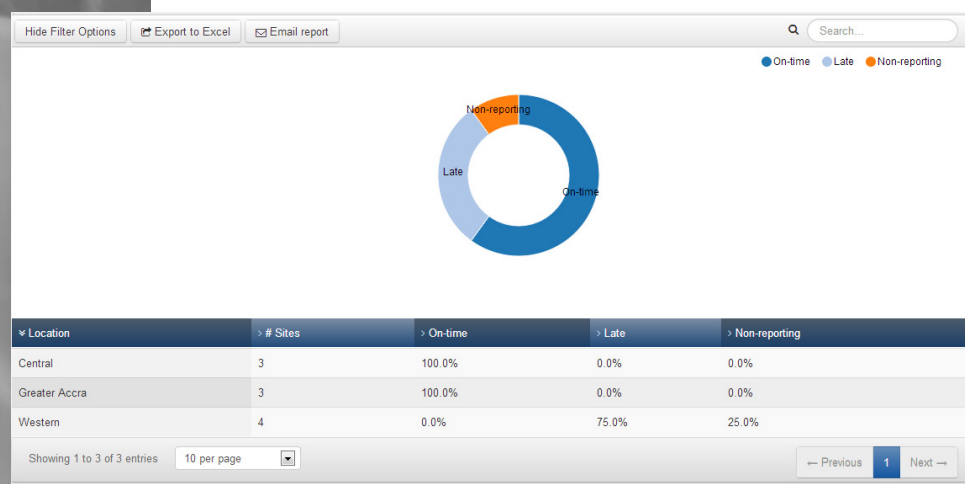 Hide Filter Options Export to Excel Email report Search...
On-time Late Non-reporting
Non-reporting
Late
On-time
Location # Sites On-time Late Non-reporting
Central 3 100.0% 0.0% 0.0%
Greater Accra 3 100.0% 0.0% 0.0%
Western 4 0.0% 75.0% 25.0%
Showing 1 to 3 of 3 entries 10 per page ← Previous 1 Next →